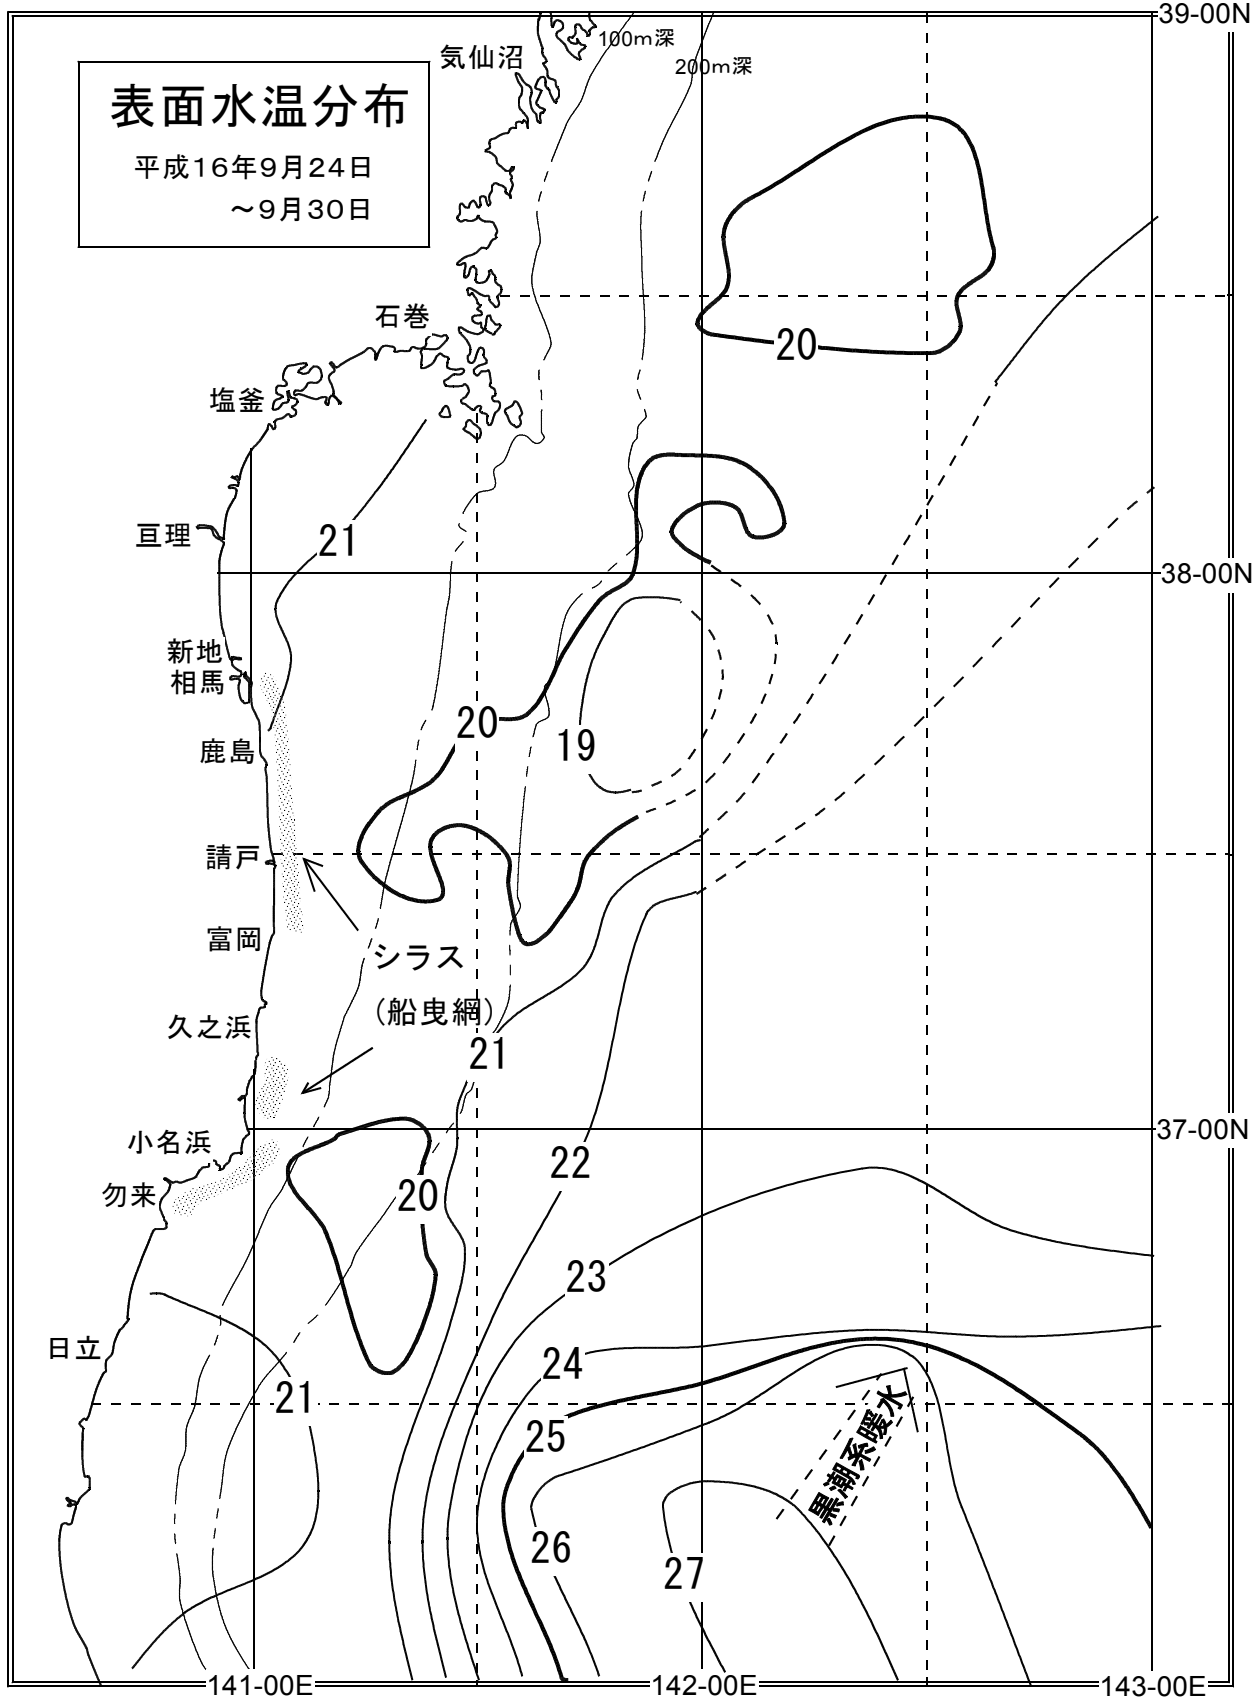 39-00N
100m深
気仙沼
200m深
表面水温分布
平成16年9月24日
～9月30日
石巻
20
塩釜
21
亘理
38-00N
新地
相馬
20
19
鹿島
請戸
富岡
シラス
(船曳網)
久之浜
21
37-00N
小名浜
22
勿来
20
23
日立
24
21
25
黒潮系暖水
26
27
141-00E
142-00E
143-00E